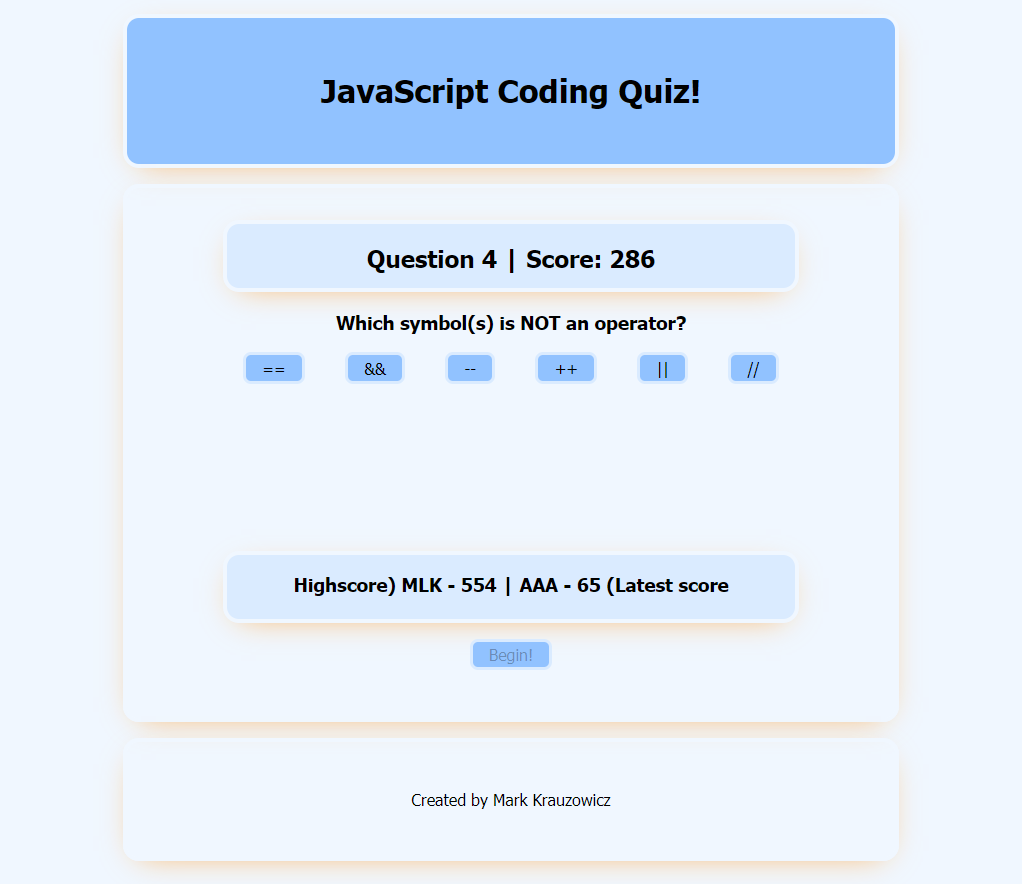 JavaScript Coding Quiz!
Question 4 | Score: 286
Which symbol(s) is NOT an operator?
== && -- ++ || //
Highscore) MLK - 554 | AAA - 65 (Latest score
Begin!
Created by Mark Krauzowicz